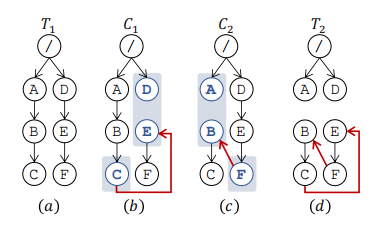 T₁ C₁ C₂ T₂
/ / / /
A D A D A D A D
B E B E B E B E
C F C F C F C F
(a) (b) (c) (d)